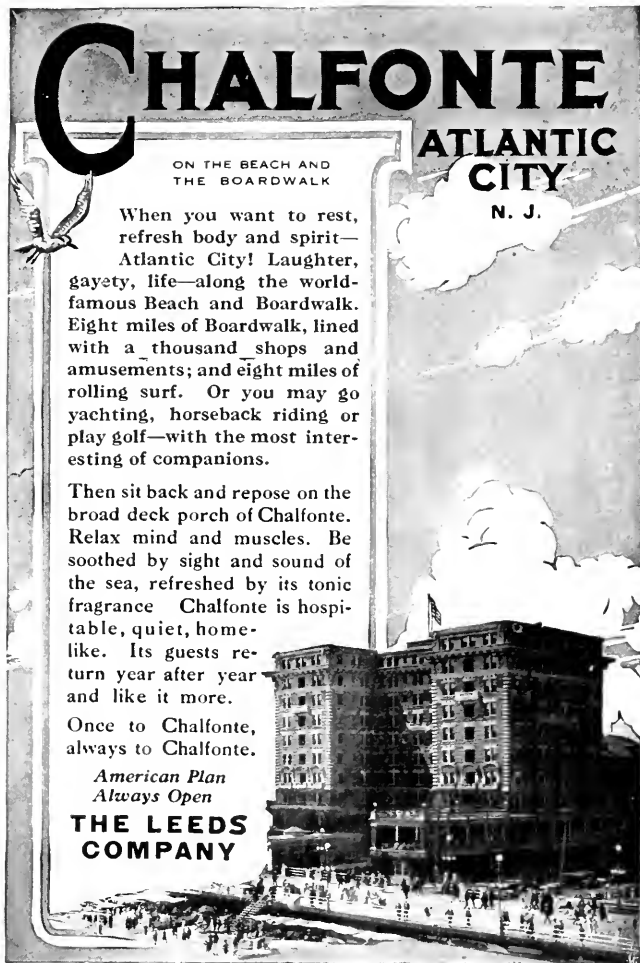 CHALFONTE
ATLANTIC
CITY
N. J.
ON THE BEACH AND
THE BOARDWALK
When you want to rest,
refresh body and spirit—
Atlantic City! Laughter,
gayety, life—along the world-
famous Beach and Boardwalk.
Eight miles of Boardwalk, lined
with a thousand shops and
amusements; and eight miles of
rolling surf. Or you may go
yachting, horseback riding or
play golf—with the most inter-
esting of companions.
Then sit back and repose on the
broad deck porch of Chalfonte.
Relax mind and muscles. Be
soothed by sight and sound of
the sea, refreshed by its tonic
fragrance Chalfonte is hospi-
table, quiet, home-
like. Its guests re-
turn year after year
and like it more.
Once to Chalfonte,
always to Chalfonte.
American Plan
Always Open
THE LEEDS
COMPANY